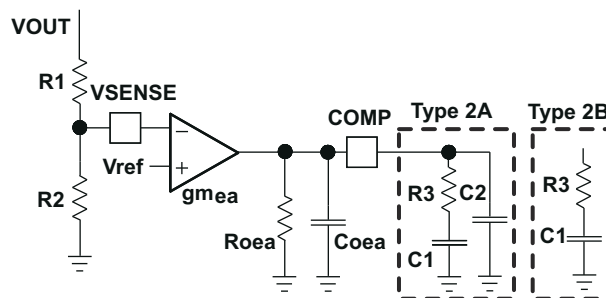 VOUT
R1
VSENSE
COMP
Type 2A
Type 2B
Vref
− 
+
gmea
R2
Roea
Coea
R3
C2
C1
R3
C1